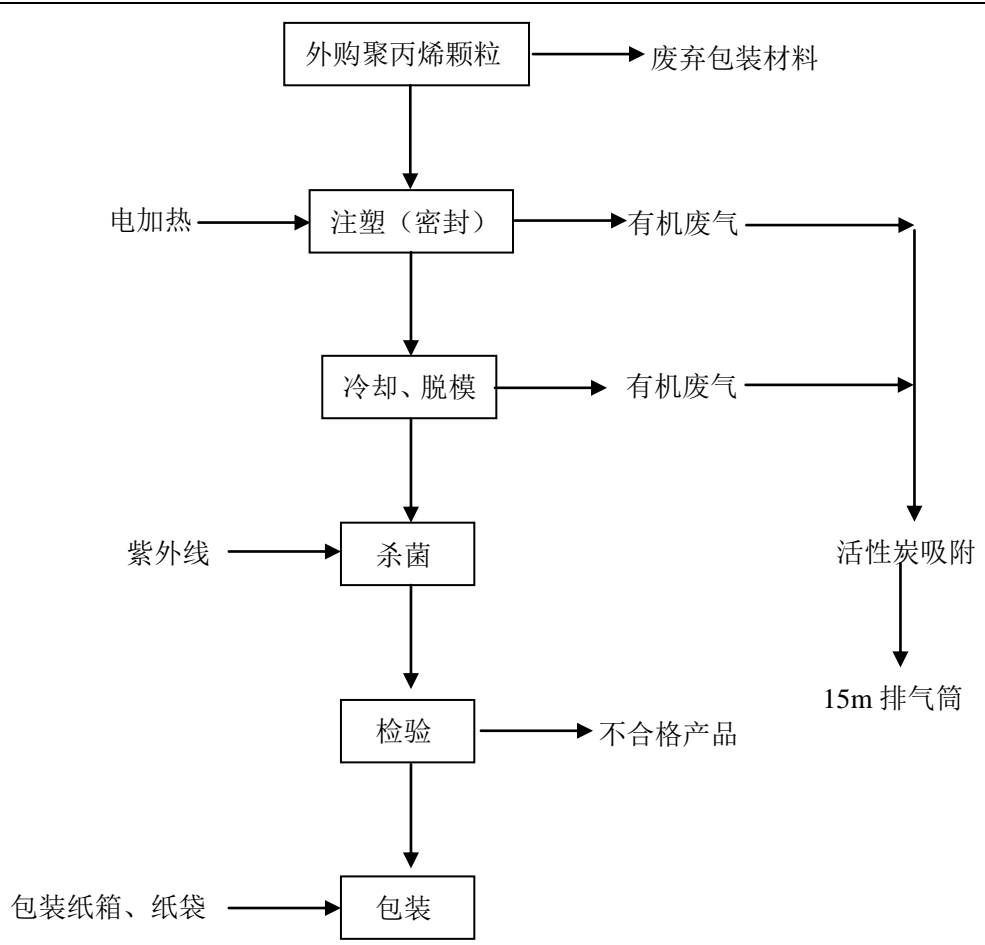 外购聚丙烯颗粒
废弃包装材料
电加热
注塑（密封）
有机废气
冷却、脱模
有机废气
紫外线
杀菌
活性炭吸附
15m 排气筒
检验
不合格产品
包装纸箱、纸袋
包装